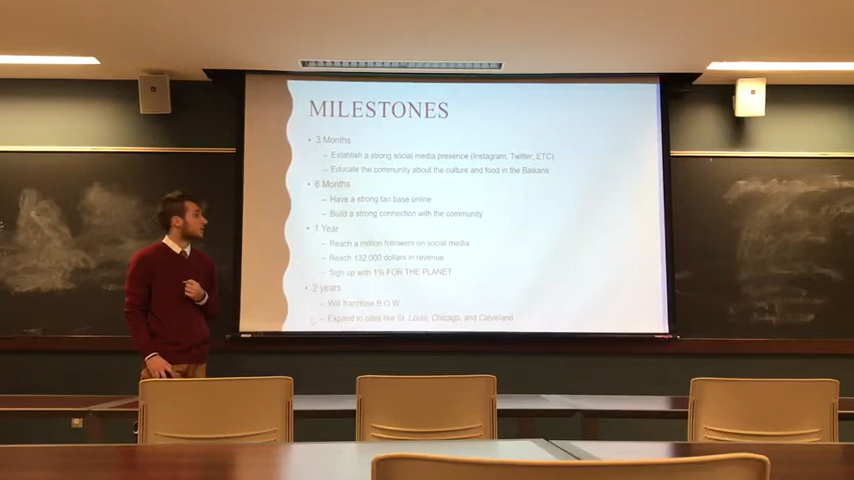 MILESTONES
• 3 Months
– Establish a strong social media presence (Instagram, Twitter, ETC)
– Educate the community about the culture and food in the Balkans
• 6 Months
– Have a strong fan base online
– Build a strong connection with the community
• 1 Year
– Reach a million followers on social media
– Reach 132,000 dollars in revenue
– Sign up with 1% FOR THE PLANET
• 2 years
– Will franchise B.O.W.
– Expand to cites like St. Louis, Chicago, and Cleveland